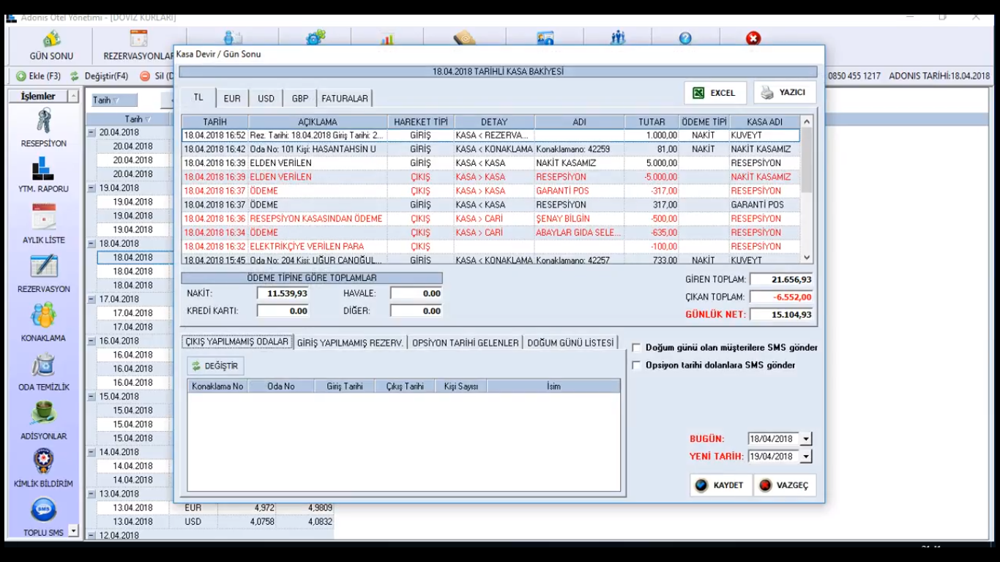 Adonis Otel Yönetimi - [DÖVİZ KURLARI]
GÜN SONU
REZERVASYONLAR
Ekle (F3) Değiştir(F4) Sil (D
0850 455 1217 ADONIS TARİHİ:18.04.2018
İşlemler
RESEPSİYON
YTM. RAPORU
AYLIK LİSTE
REZERVASYON
KONAKLAMA
ODA TEMİZLİK
ADİSYONLAR
KİMLİK BİLDİRİM
SMS
TOPLU SMS
Tarih
Tarih
20.04.2018
20.04.2018
20.04.2018
20.04.2018
19.04.2018
19.04.2018
19.04.2018
19.04.2018
18.04.2018
18.04.2018
18.04.2018
18.04.2018
17.04.2018
17.04.2018
17.04.2018
16.04.2018
16.04.2018
16.04.2018
16.04.2018
15.04.2018
15.04.2018
15.04.2018
15.04.2018
14.04.2018
14.04.2018
14.04.2018
13.04.2018
13.04.2018 EUR 4,972 4,9809
13.04.2018 USD 4,0758 4,0832
12.04.2018
Kasa Devir / Gün Sonu
18.04.2018 TARİHLİ KASA BAKİYESİ
TL EUR USD GBP FATURALAR
EXCEL YAZICI
TARİH AÇIKLAMA HAREKET TİPİ DETAY ADI TUTAR ÖDEME TİPİ KASA ADI
18.04.2018 16:52 Rez. Tarihi: 18.04.2018 Giriş Tarihi: 2... GİRİŞ KASA < REZERVA... 1.000,00 NAKİT KUVEYT
18.04.2018 16:42 Oda No: 101 Kişi: HASANTAHSİN U GİRİŞ KASA < KONAKLAMA Konaklamano: 42259 81,00 NAKİT NAKİT KASAMIZ
18.04.2018 16:39 ELDEN VERİLEN GİRİŞ KASA < KASA NAKİT KASAMIZ 5.000,00 RESEPSİYON
18.04.2018 16:39 ELDEN VERİLEN ÇIKIŞ KASA > KASA RESEPSİYON -5.000,00 NAKİT KASAMIZ
18.04.2018 16:37 ÖDEME ÇIKIŞ KASA > KASA GARANTİ POS -317,00 RESEPSİYON
18.04.2018 16:37 ÖDEME GİRİŞ KASA < KASA RESEPSİYON 317,00 GARANTİ POS
18.04.2018 16:36 RESEPSİYON KASASINDAN ÖDEME ÇIKIŞ KASA > CARİ ŞENAY BİLGİN -500,00 RESEPSİYON
18.04.2018 16:34 ÖDEME ÇIKIŞ KASA > CARİ ABAYLAR GIDA SELE... -635,00 RESEPSİYON
18.04.2018 16:32 ELEKTRİKÇİYE VERİLEN PARA ÇIKIŞ -100,00 RESEPSİYON
18.04.2018 15:45 Oda No: 204 Kişi: UĞUR CANOĞUL... GİRİŞ KASA < KONAKLAMA Konaklamano: 42257 733,00 NAKİT KUVEYT
ÖDEME TİPİNE GÖRE TOPLAMLAR
NAKİT: 11.539,93 HAVALE: 0.00
KREDİ KARTI: 0.00 DİĞER: 0.00
GİREN TOPLAM: 21.656,93
ÇIKAN TOPLAM: -6.552,00
GÜNLÜK NET: 15.104,93
ÇIKIŞ YAPILMAMIŞ ODALAR GİRİŞ YAPILMAMIŞ REZERV. OPSİYON TARİHİ GELENLER DOĞUM GÜNÜ LİSTESİ
DEĞİŞTİR
Konaklama No Oda No Giriş Tarihi Çıkış Tarihi Kişi Sayısı İsim
Doğum günü olan müşterilere SMS gönder
Opsiyon tarihi dolanlara SMS gönder
BUGÜN: 18/04/2018
YENİ TARİH: 19/04/2018
KAYDET VAZGEÇ